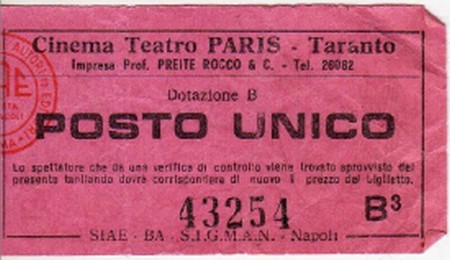 Cinema Teatro PARIS - Taranto
Impresa Prof. PREITE ROCCO & C. - Tel. 26082
Dotazione B
POSTO UNICO
Lo spettatore che da una verifica di controllo viene trovato sprovvisto del
presente tagliando dovrà corrispondere di nuovo il prezzo del biglietto.
43254
B³
SIAE - BA - S.I.G.M.A.N. - Napoli